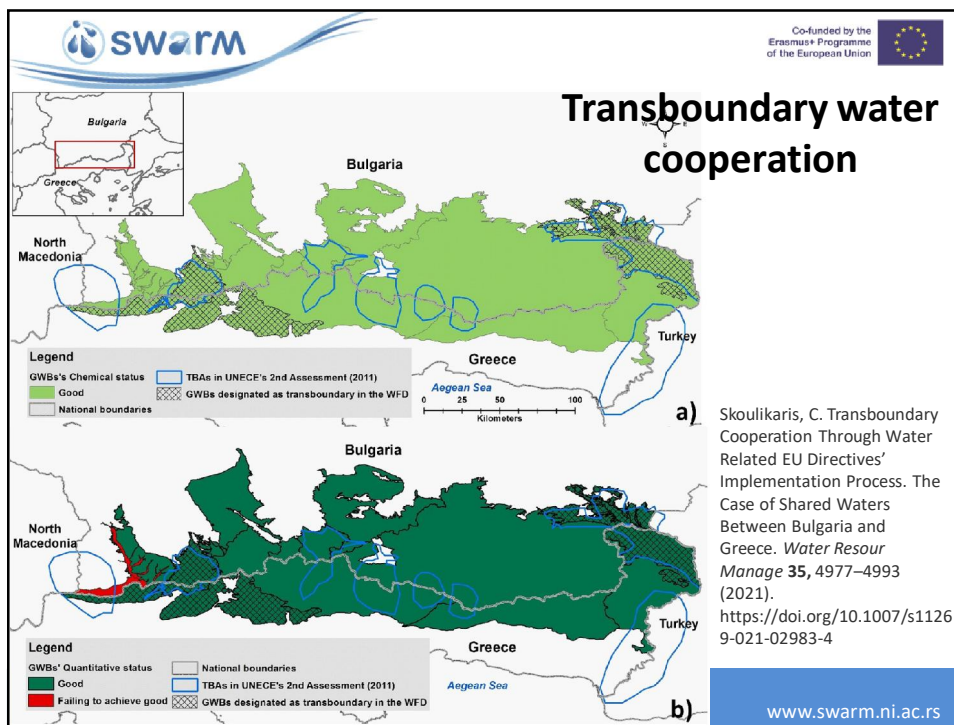 swarm
Co-funded by the
Erasmus+ Programme
of the European Union
Transboundary water
cooperation
Bulgaria
Greece
W E
S
Bulgaria
North
Macedonia
Turkey
Greece
Aegean Sea
Legend
GWBs's Chemical status
Good
National boundaries
TBAs in UNECE's 2nd Assessment (2011)
GWBs designated as transboundary in the WFD
0 25 50 100
Kilometers
a)
Bulgaria
North
Macedonia
Turkey
Greece
Aegean Sea
Legend
GWBs' Quantitative status
Good
Failing to achieve good
National boundaries
TBAs in UNECE's 2nd Assessment (2011)
GWBs designated as transboundary in the WFD
b)
Skoulikaris, C. Transboundary
Cooperation Through Water
Related EU Directives'
Implementation Process. The
Case of Shared Waters
Between Bulgaria and
Greece. Water Resour
Manage 35, 4977–4993
(2021).
https://doi.org/10.1007/s1126
9-021-02983-4
www.swarm.ni.ac.rs